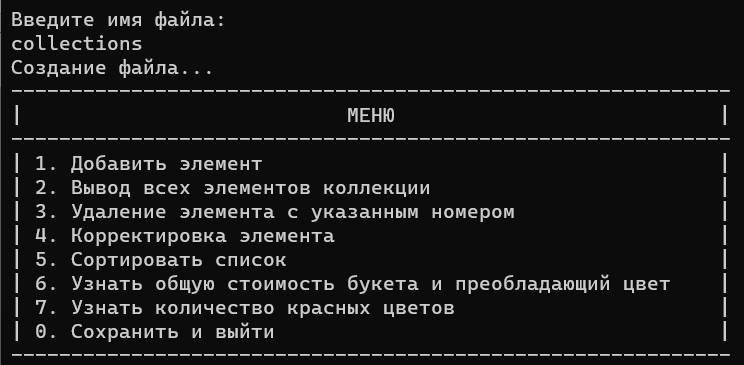 Введите имя файла:
collections
Создание файла...
------------------------------------------------------------
|                           МЕНЮ                           |
------------------------------------------------------------
| 1. Добавить элемент                                      |
| 2. Вывод всех элементов коллекции                        |
| 3. Удаление элемента с указанным номером                 |
| 4. Корректировка элемента                                |
| 5. Сортировать список                                    |
| 6. Узнать общую стоимость букета и преобладающий цвет    |
| 7. Узнать количество красных цветов                      |
| 0. Сохранить и выйти                                     |
------------------------------------------------------------